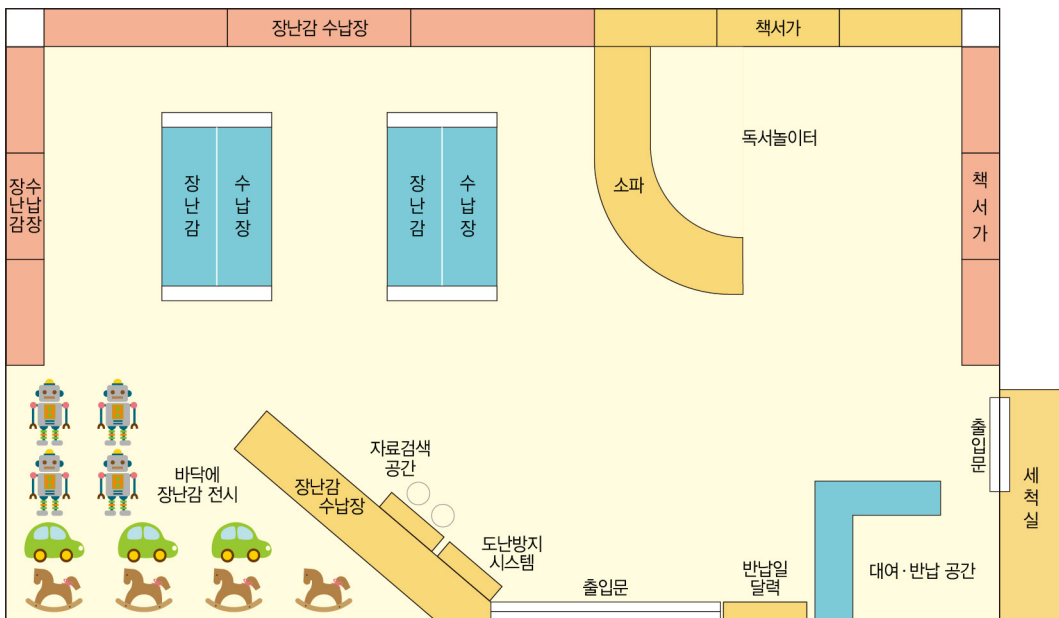 장난감 수납장
책서가
독서놀이터
장난감
수납장
장난감
수납장
소파
장난감
수납장
책서가
자료검색
공간
출입문
바닥에
장난감 전시
장난감
수납장
세척실
도난방지
시스템
출입문
반납일
달력
대여·반납 공간